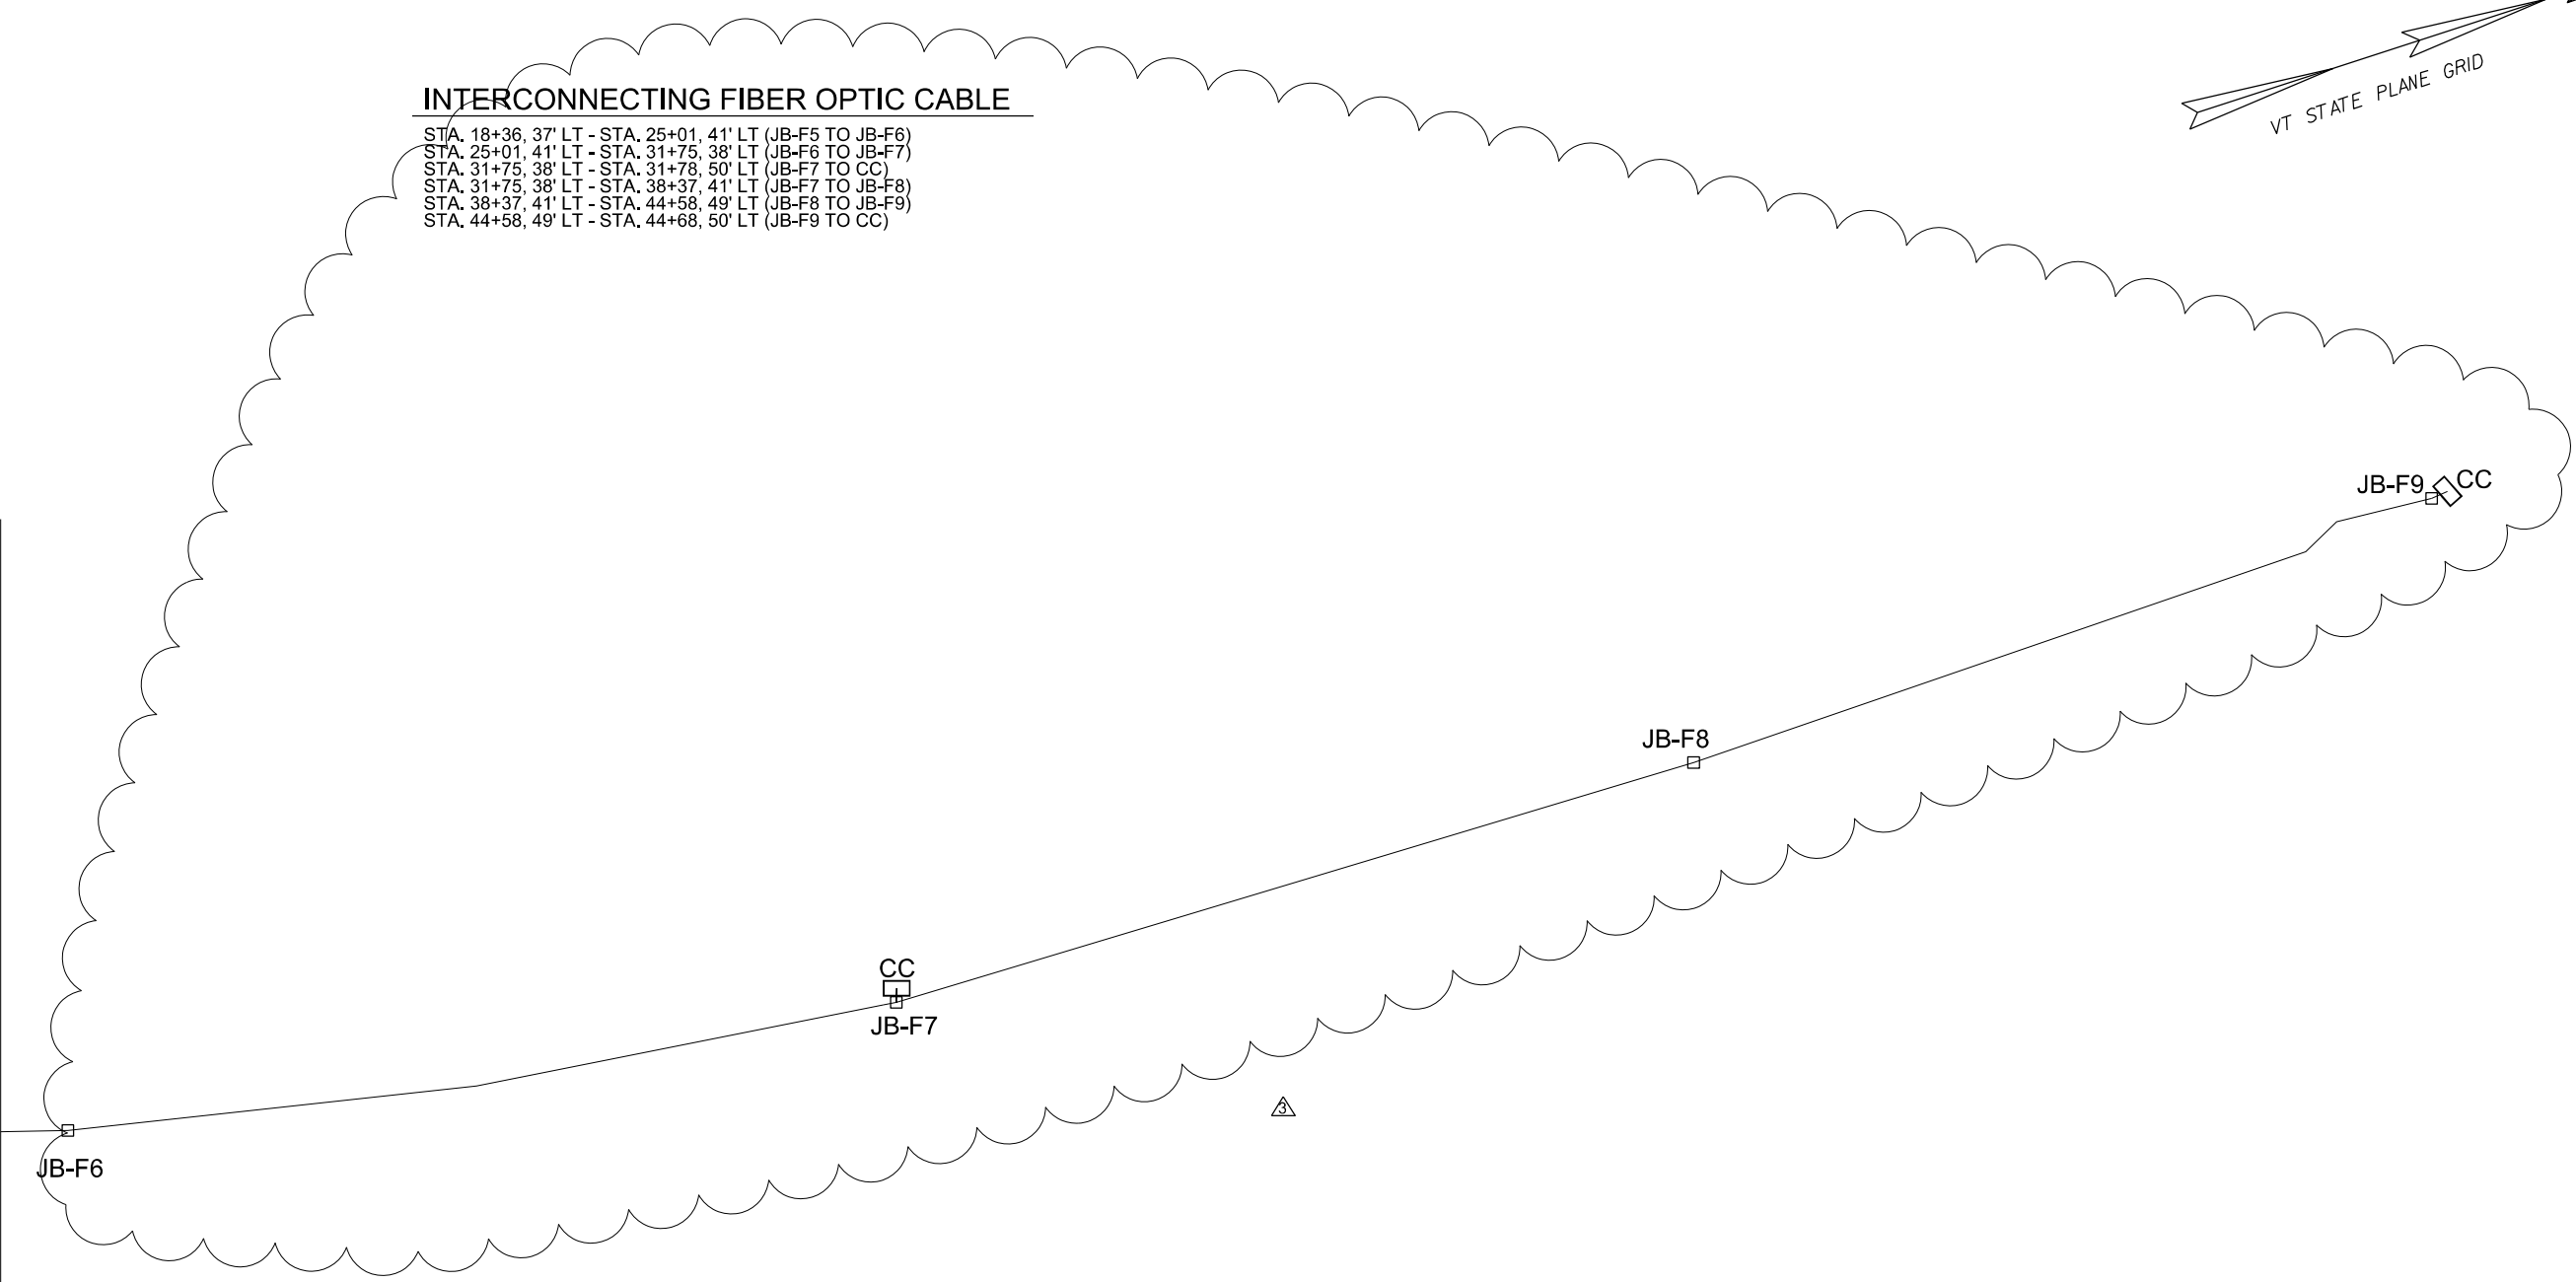 INTERCONNECTING FIBER OPTIC CABLE
STA. 18+36, 37' LT - STA. 25+01, 41' LT (JB-F5 TO JB-F6)
STA. 25+01, 41' LT - STA. 31+75, 38' LT (JB-F6 TO JB-F7)
STA. 31+75, 38' LT - STA. 31+78, 50' LT (JB-F7 TO CC)
STA. 31+75, 38' LT - STA. 38+37, 41' LT (JB-F7 TO JB-F8)
STA. 38+37, 41' LT - STA. 44+58, 49' LT (JB-F8 TO JB-F9)
STA. 44+58, 49' LT - STA. 44+68, 50' LT (JB-F9 TO CC)
VT STATE PLANE GRID
JB-F9
CC
JB-F8
CC
JB-F7
3
JB-F6